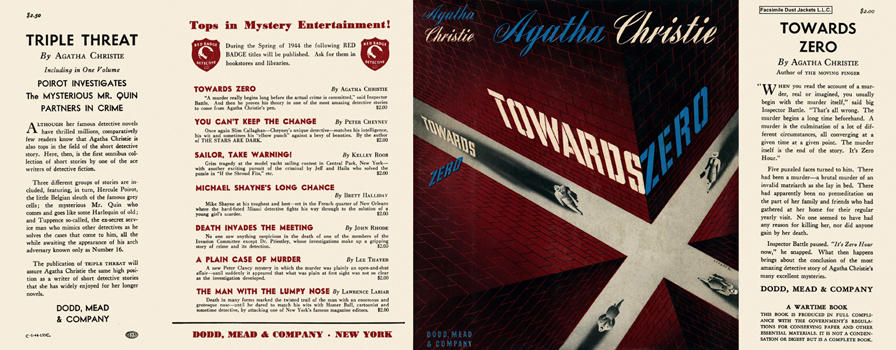 $2.50
TRIPLE THREAT
By AGATHA CHRISTIE
Including in One Volume
POIROT INVESTIGATES
The MYSTERIOUS MR. QUIN
PARTNERS IN CRIME
ALTHOUGH her famous detective novels
have thrilled millions, comparatively
few readers know that Agatha Christie is
also tops in the field of the short detective
story. Here, then, is the first omnibus col-
lection of short stories by one of the ace
writers of detective fiction.
Three different groups of stories are in-
cluded, featuring, in turn, Hercule Poirot,
the little Belgian sleuth of the famous grey
cells; the mysterious Mr. Quin who
comes and goes like some Harlequin of old;
and Tuppence so-called, the ex-secret serv-
ice man who mimics other detectives as he
solves the cases that come to him, all the
while awaiting the appearance of his arch
adversary known only as Number 16.
The publication of TRIPLE THREAT will
assure Agatha Christie the same high posi-
tion as a writer of short detective stories
that she has widely enjoyed for her longer
novels.
DODD, MEAD
& COMPANY
Tops in Mystery Entertainment!
RED BADGE
DETECTIVE
During the Spring of 1944 the following RED
BADGE titles will be published. Ask for them in
bookstores and libraries.
RED BADGE
DETECTIVE
TOWARDS ZERO By AGATHA CHRISTIE
"A murder really begins long before the actual crime is committed," said Inspector
Battle. And then he proves his theory in one of the most amazing detective stories
to come from Agatha Christie's pen. $2.00
YOU CAN'T KEEP THE CHANGE By PETER CHEYNEY
Once again Slim Callaghan—Cheyney's unique detective—matches his intelligence,
his wit and sometimes his "elbow punch" against a bevy of beauties. By the author
of THE STARS ARE DARK. $2.00
SAILOR, TAKE WARNING! By KELLEY ROOS
Grim tragedy at the model yacht sailing contest in Central Park, New York—
with another exciting pursuit of the criminal by Jeff and Haila who solved the
puzzle in "If the Shroud Fits," etc. $2.00
MICHAEL SHAYNE'S LONG CHANCE
By BRETT HALLIDAY
Mike Shayne at his toughest and best—not in the French quarter of New Orleans
where the hard-fisted Miami detective fights his way through to the solution of a
young girl's murder. $2.00
DEATH INVADES THE MEETING By JOHN RHODE
No one saw anything suspicious in the death of one of the members of the
Invasion Committee except Dr. Priestley, whose investigations make up a gripping
story of crime and its detection. $2.00
A PLAIN CASE OF MURDER By LEE THAYER
A new Peter Clancy mystery in which the murder was plainly an open-and-shut
affair—until suddenly it appeared that what was plain at first sight was not so clear
as the investigation developed. $2.00
THE MAN WITH THE LUMPY NOSE By LAWRENCE LARIAR
Death in many forms marked the twisted trail of the man with an enormous and
grotesque nose—until he dared to match his wits with Homer Bull, cartoonist and
sometime detective, by attacking one of New York's famous magazine editors. $2.00
DODD, MEAD & COMPANY · NEW YORK
Agatha
Christie
TOWARDS
ZERO
DODD, MEAD
& COMPANY
Agatha Christie
TOWARDS
ZERO
Facsimile Dust Jackets L.L.C.
$2.00
TOWARDS
ZERO
By AGATHA CHRISTIE
Author of THE MOVING FINGER
"WHEN you read the account of a mur-
der, real or imagined, you usually
begin with the murder itself," said big
Inspector Battle. "That's all wrong. The
murder begins a long time beforehand. A
murder is the culmination of a lot of dif-
ferent circumstances, all converging at a
given time at a given point. The murder
itself is the end of the story. It's Zero
Hour."
Five puzzled faces turned to him. There
had been a murder—a brutal murder of an
invalid matriarch as she lay in bed. There
had apparently been no premeditation on
the part of her family and friends who had
gathered at her home for their regular
yearly visit. No one seemed to have had
any reason for killing her, nor did anyone
gain by her death.
Inspector Battle paused. "It's Zero Hour
now," he snapped. What then happens
brings about the conclusion of the most
amazing detective story of Agatha Christie's
many excellent mysteries.
DODD, MEAD & COMPANY
A WARTIME BOOK
THIS BOOK IS PRODUCED IN FULL COMPLI-
ANCE WITH THE GOVERNMENT'S REGULA-
TIONS FOR CONSERVING PAPER AND OTHER
ESSENTIAL MATERIALS. IT IS NOT A CONDEN-
SATION OR DIGEST BUT IS A COMPLETE BOOK.